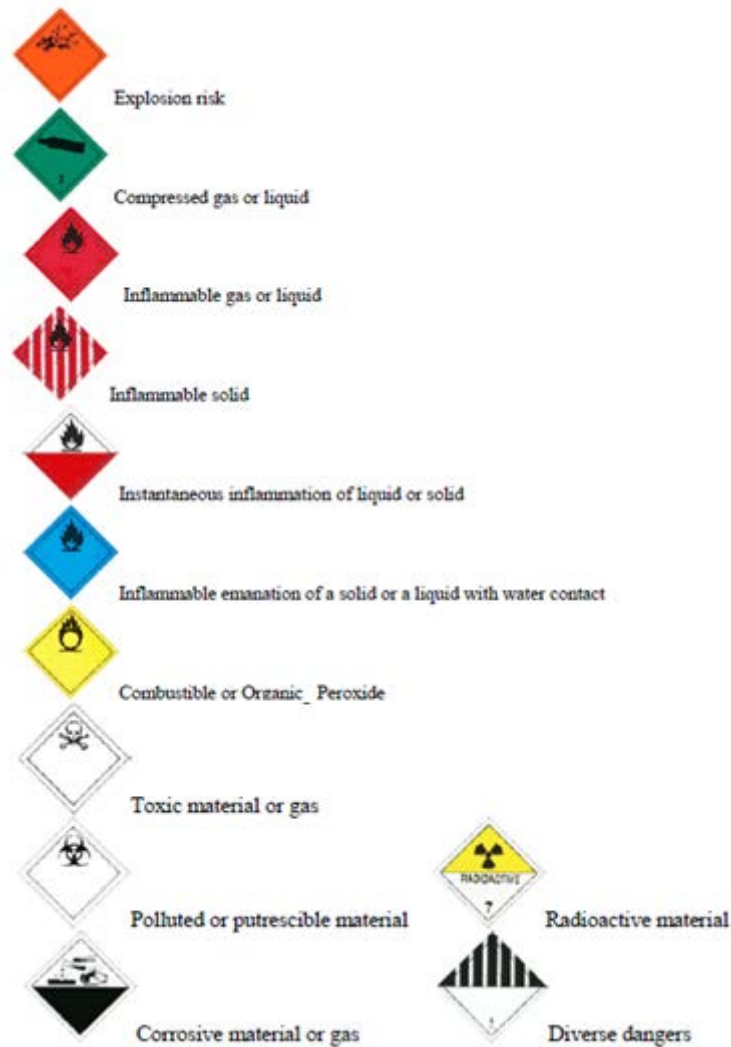 Explosion risk
2
Compressed gas or liquid
Inflammable gas or liquid
Inflammable solid
Instantaneous inflammation of liquid or solid
Inflammable emanation of a solid or a liquid with water contact
Combustible or Organic_ Peroxide
Toxic material or gas
Polluted or putrescible material
RADIOACTIVE
7
Radioactive material
Corrosive material or gas
Diverse dangers